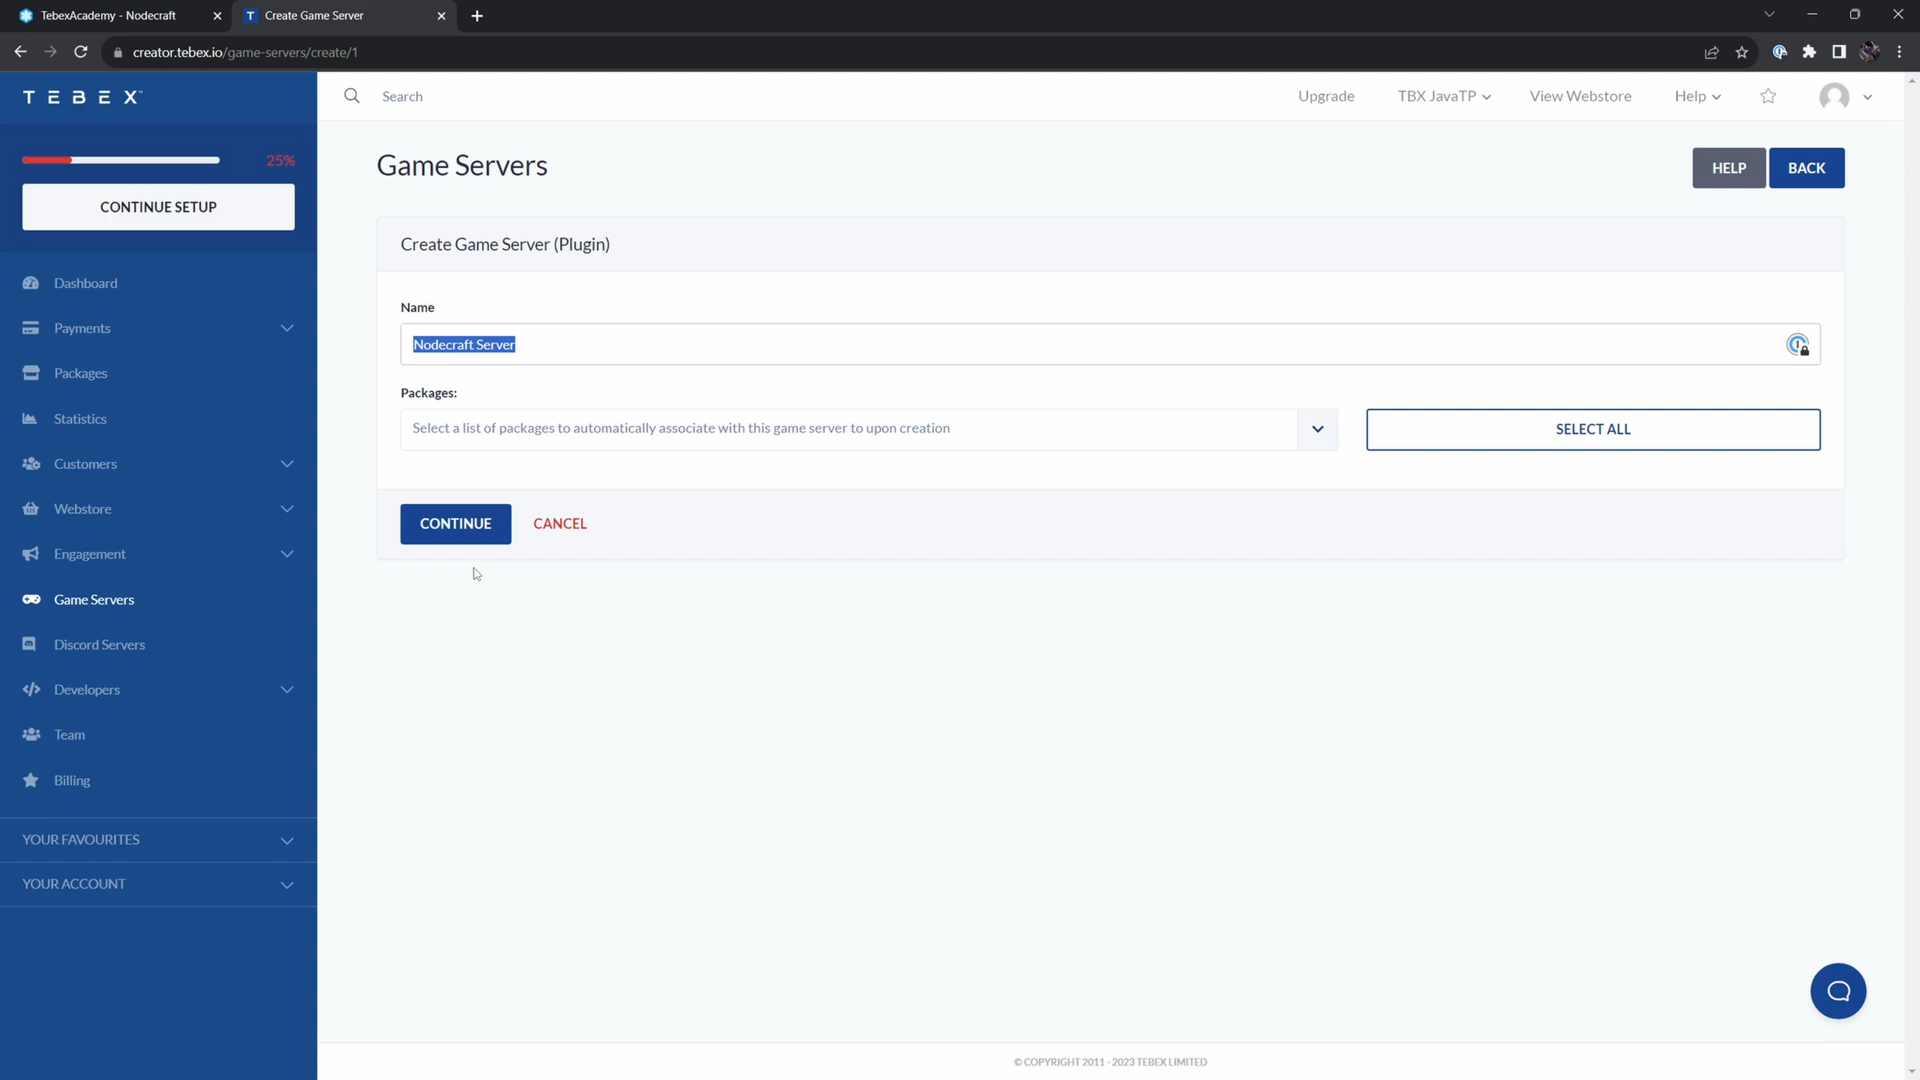 TebexAcademy - Nodecraft
T Create Game Server
creator.tebex.io/game-servers/create/1
TEBEX™
Search
Upgrade
TBX JavaTP
View Webstore
Help
25%
CONTINUE SETUP
Dashboard
Payments
Packages
Statistics
Customers
Webstore
Engagement
Game Servers
Discord Servers
Developers
Team
Billing
YOUR FAVOURITES
YOUR ACCOUNT
Game Servers
HELP
BACK
Create Game Server (Plugin)
Name
Nodecraft Server
Packages:
Select a list of packages to automatically associate with this game server to upon creation
SELECT ALL
CONTINUE
CANCEL
© COPYRIGHT 2011 - 2023 TEBEX LIMITED